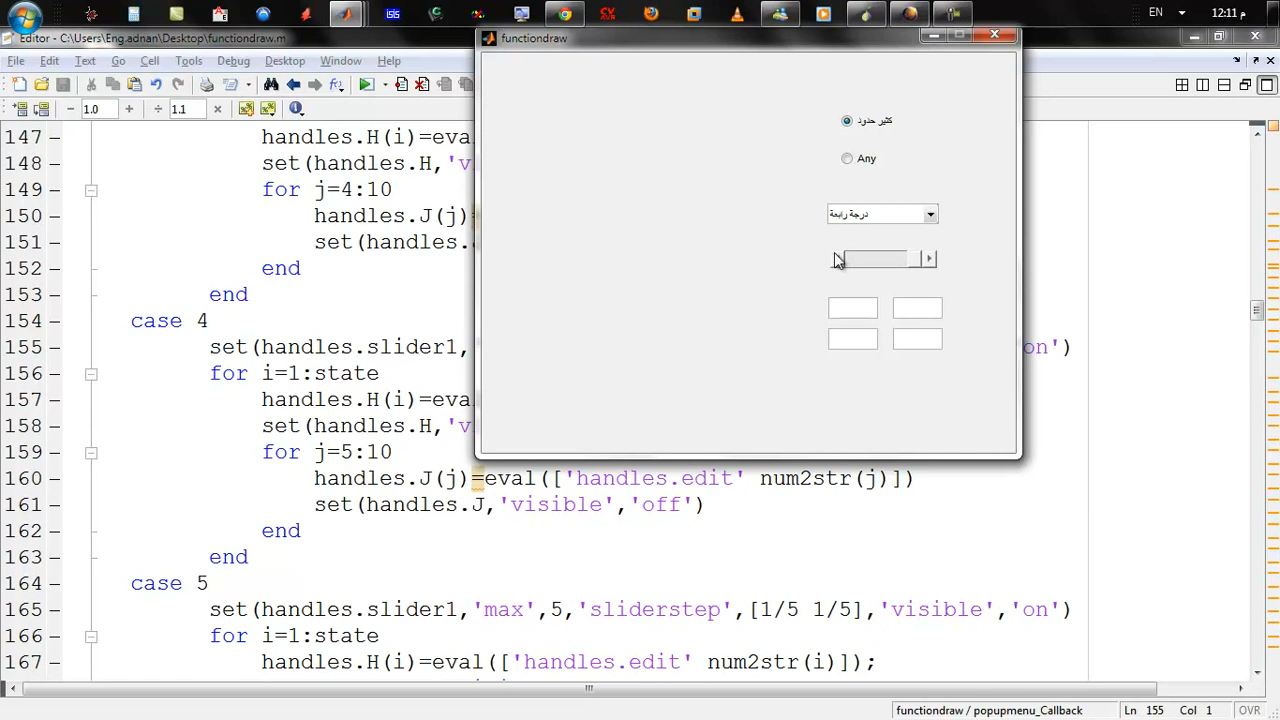 EN
12:11 م
Editor - C:\Users\Eng.adnan\Desktop\functiondraw.m
functiondraw
File Edit Text Go Cell Tools Debug Desktop Window Help
1.0
1.1
كثير حدود
Any
درجة رابعة
147 handles.H(i)=eva
148 set(handles.H,'v
149 for j=4:10
150 handles.J(j)
151 set(handles.
152 end
153 end
154 case 4
155 set(handles.slider1, on')
156 for i=1:state
157 handles.H(i)=eva
158 set(handles.H,'v
159 for j=5:10
160 handles.J(j)=eval(['handles.edit' num2str(j)])
161 set(handles.J,'visible','off')
162 end
163 end
164 case 5
165 set(handles.slider1,'max',5,'sliderstep',[1/5 1/5],'visible','on')
166 for i=1:state
167 handles.H(i)=eval(['handles.edit' num2str(i)]);
functiondraw / popupmenu_Callback
Ln 155 Col 1 OVR